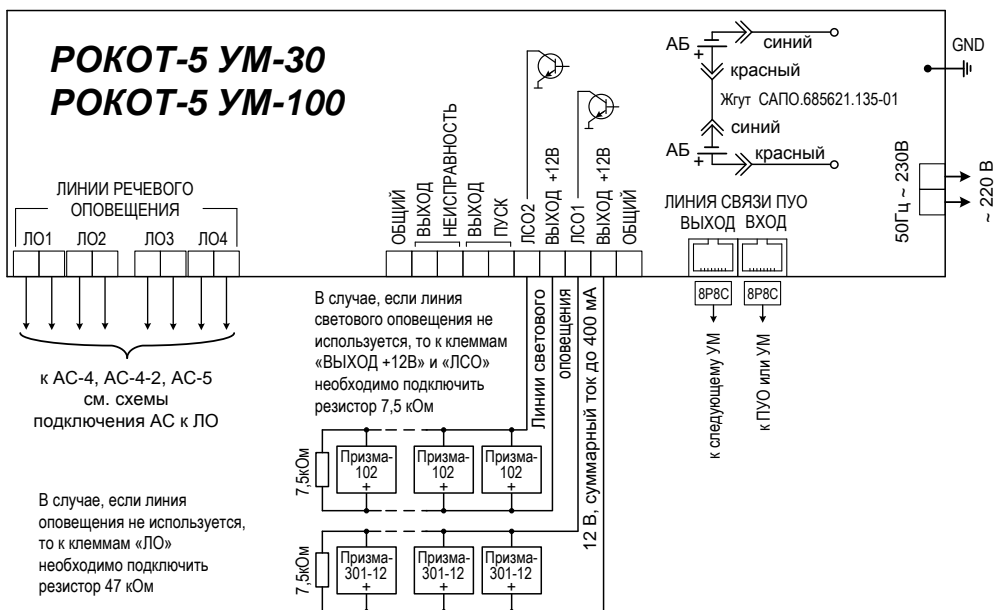 РОКОТ-5 УМ-30
РОКОТ-5 УМ-100
АБ
+
синий
красный
Жгут САПО.685621.135-01
синий
АБ
+
красный
GND
50Гц ~ 230В
~ 220 В
ЛИНИИ РЕЧЕВОГО
ОПОВЕЩЕНИЯ
ЛО1
ЛО2
ЛО3
ЛО4
ОБЩИЙ
ВЫХОД
НЕИСПРАВНОСТЬ
ВЫХОД
ПУСК
ЛСО2
ВЫХОД +12В
ЛСО1
ВЫХОД +12В
ОБЩИЙ
ЛИНИЯ СВЯЗИ ПУО
ВЫХОД
ВХОД
8P8C
8P8C
к следующему УМ
к ПУО или УМ
к АС-4, АС-4-2, АС-5
см. схемы
подключения АС к ЛО
В случае, если линия
светового оповещения не
используется, то к клеммам
«ВЫХОД +12В» и «ЛСО»
необходимо подключить
резистор 7,5 кОм
Линии светового
оповещения
12 В, суммарный ток до 400 мА
7,5кОм
Призма-
102
+
Призма-
102
+
Призма-
102
+
В случае, если линия
оповещения не используется,
то к клеммам «ЛО»
необходимо подключить
резистор 47 кОм
7,5кОм
Призма-
301-12
+
Призма-
301-12
+
Призма-
301-12
+